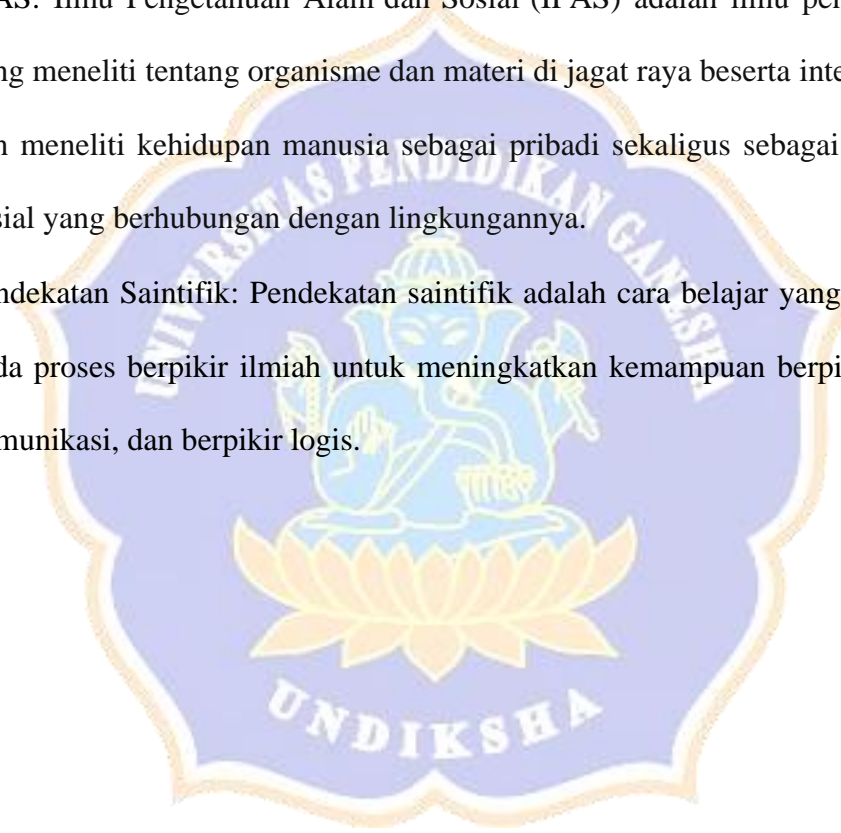 AS: Ilmu Pengetahuan Alam dan Sosial (IPAS) adalah ilmu pen
ng meneliti tentang organisme dan materi di jagat raya beserta inte
n meneliti kehidupan manusia sebagai pribadi sekaligus sebagai
sial yang berhubungan dengan lingkungannya.
ndekatan Saintifik: Pendekatan saintifik adalah cara belajar yang
da proses berpikir ilmiah untuk meningkatkan kemampuan berpi
munikasi, dan berpikir logis.
UNIVERSITAS PENDIDIKAN GANESHA
UNDIKSHA